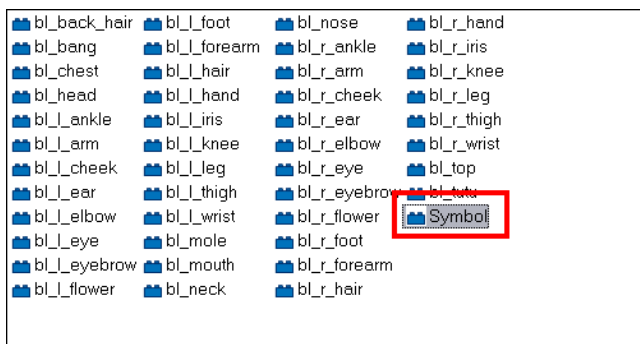 bl_back_hair
bl_bang
bl_chest
bl_head
bl_l_ankle
bl_l_arm
bl_l_cheek
bl_l_ear
bl_l_elbow
bl_l_eye
bl_l_eyebrow
bl_l_flower
bl_l_foot
bl_l_forearm
bl_l_hair
bl_l_hand
bl_l_iris
bl_l_knee
bl_l_leg
bl_l_thigh
bl_l_wrist
bl_mole
bl_mouth
bl_neck
bl_nose
bl_r_ankle
bl_r_arm
bl_r_cheek
bl_r_ear
bl_r_elbow
bl_r_eye
bl_r_eyebrow
bl_r_flower
bl_r_foot
bl_r_forearm
bl_r_hair
bl_r_hand
bl_r_iris
bl_r_knee
bl_r_leg
bl_r_thigh
bl_r_wrist
bl_top
bl_tutu
Symbol